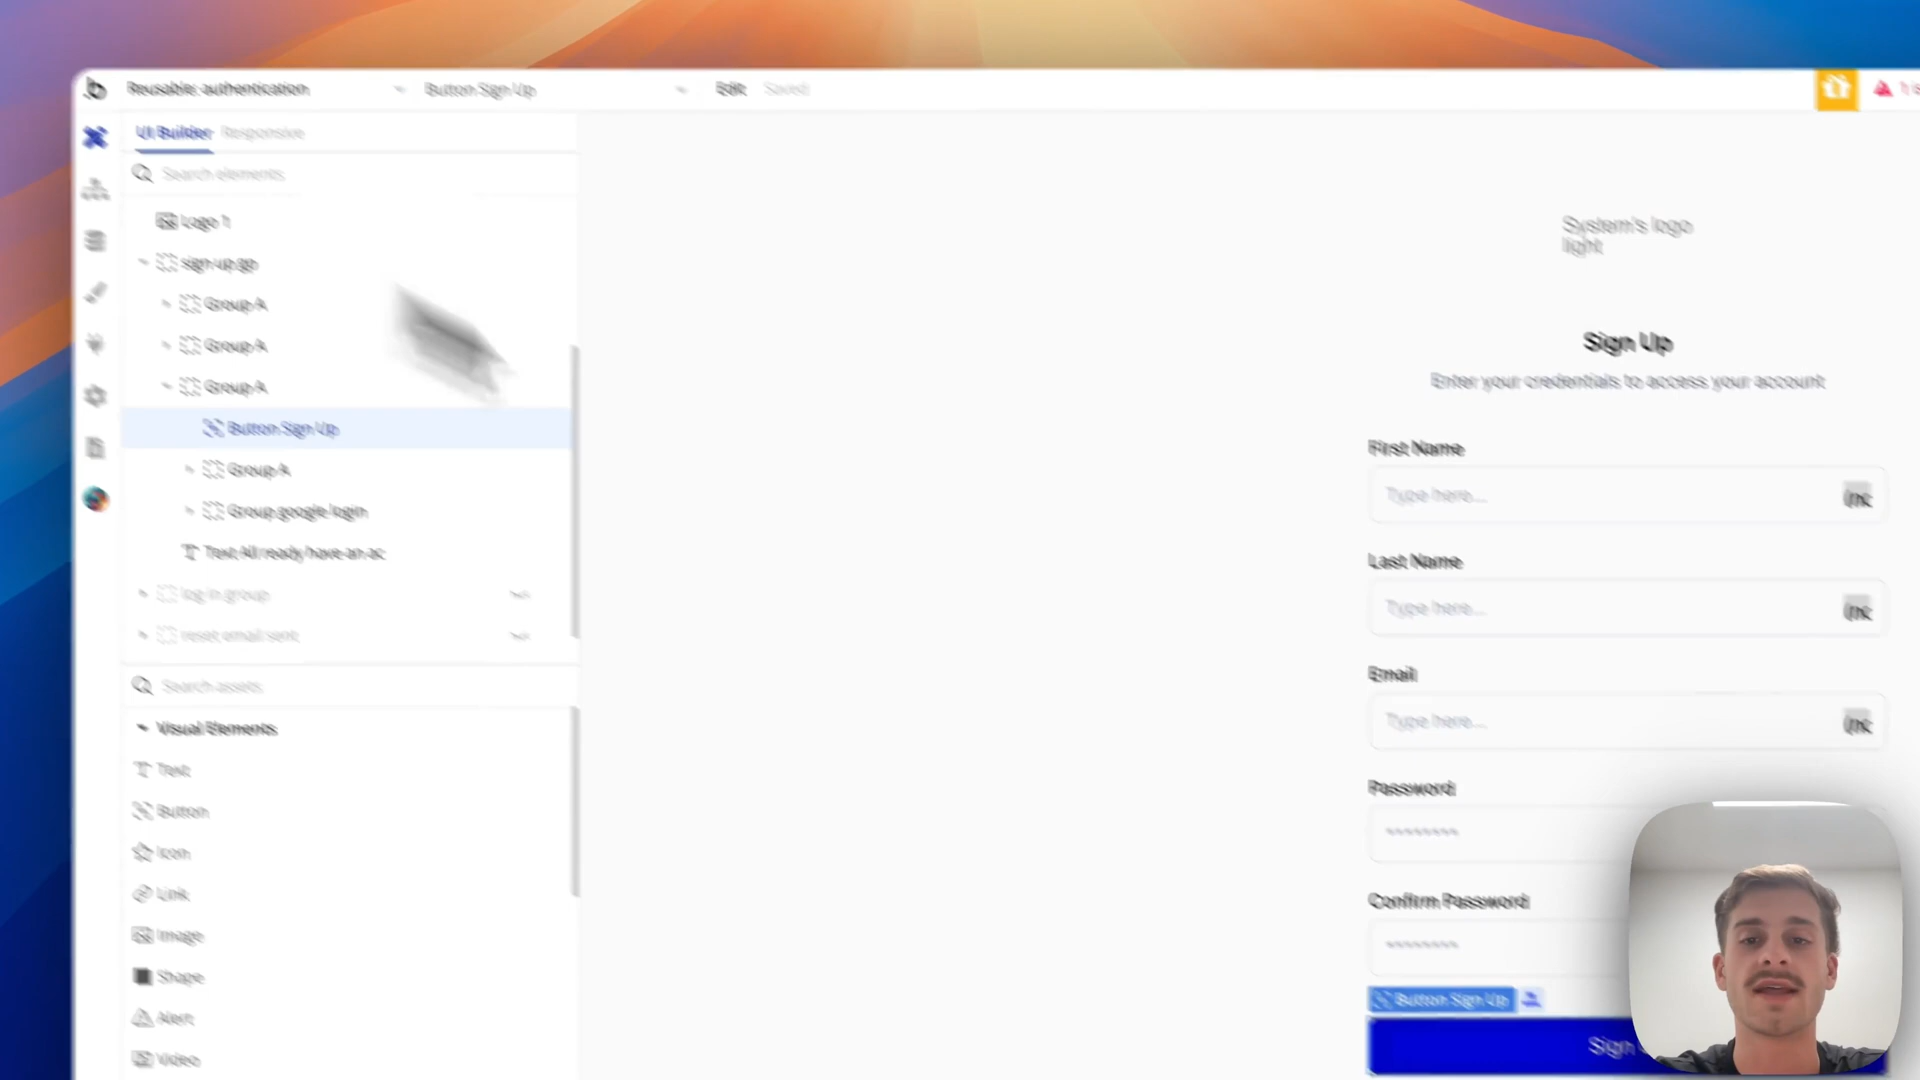 Reusable: authentication
Button Sign Up
Edit
Saved
UI Builder
Responsive
Search elements
Logo 1
sign up gp
Group A
Group A
Group A
Button Sign Up
Group A
Group google login
Text All ready have an ac
log in group
reset email sent
Search assets
Visual Elements
Text
Button
Icon
Link
Image
Shape
Alert
Video
System's logo
light
Sign Up
Enter your credentials to access your account
First Name
Type here...
Last Name
Type here...
Email
Type here...
Password
Confirm Password
Button Sign Up
Sign